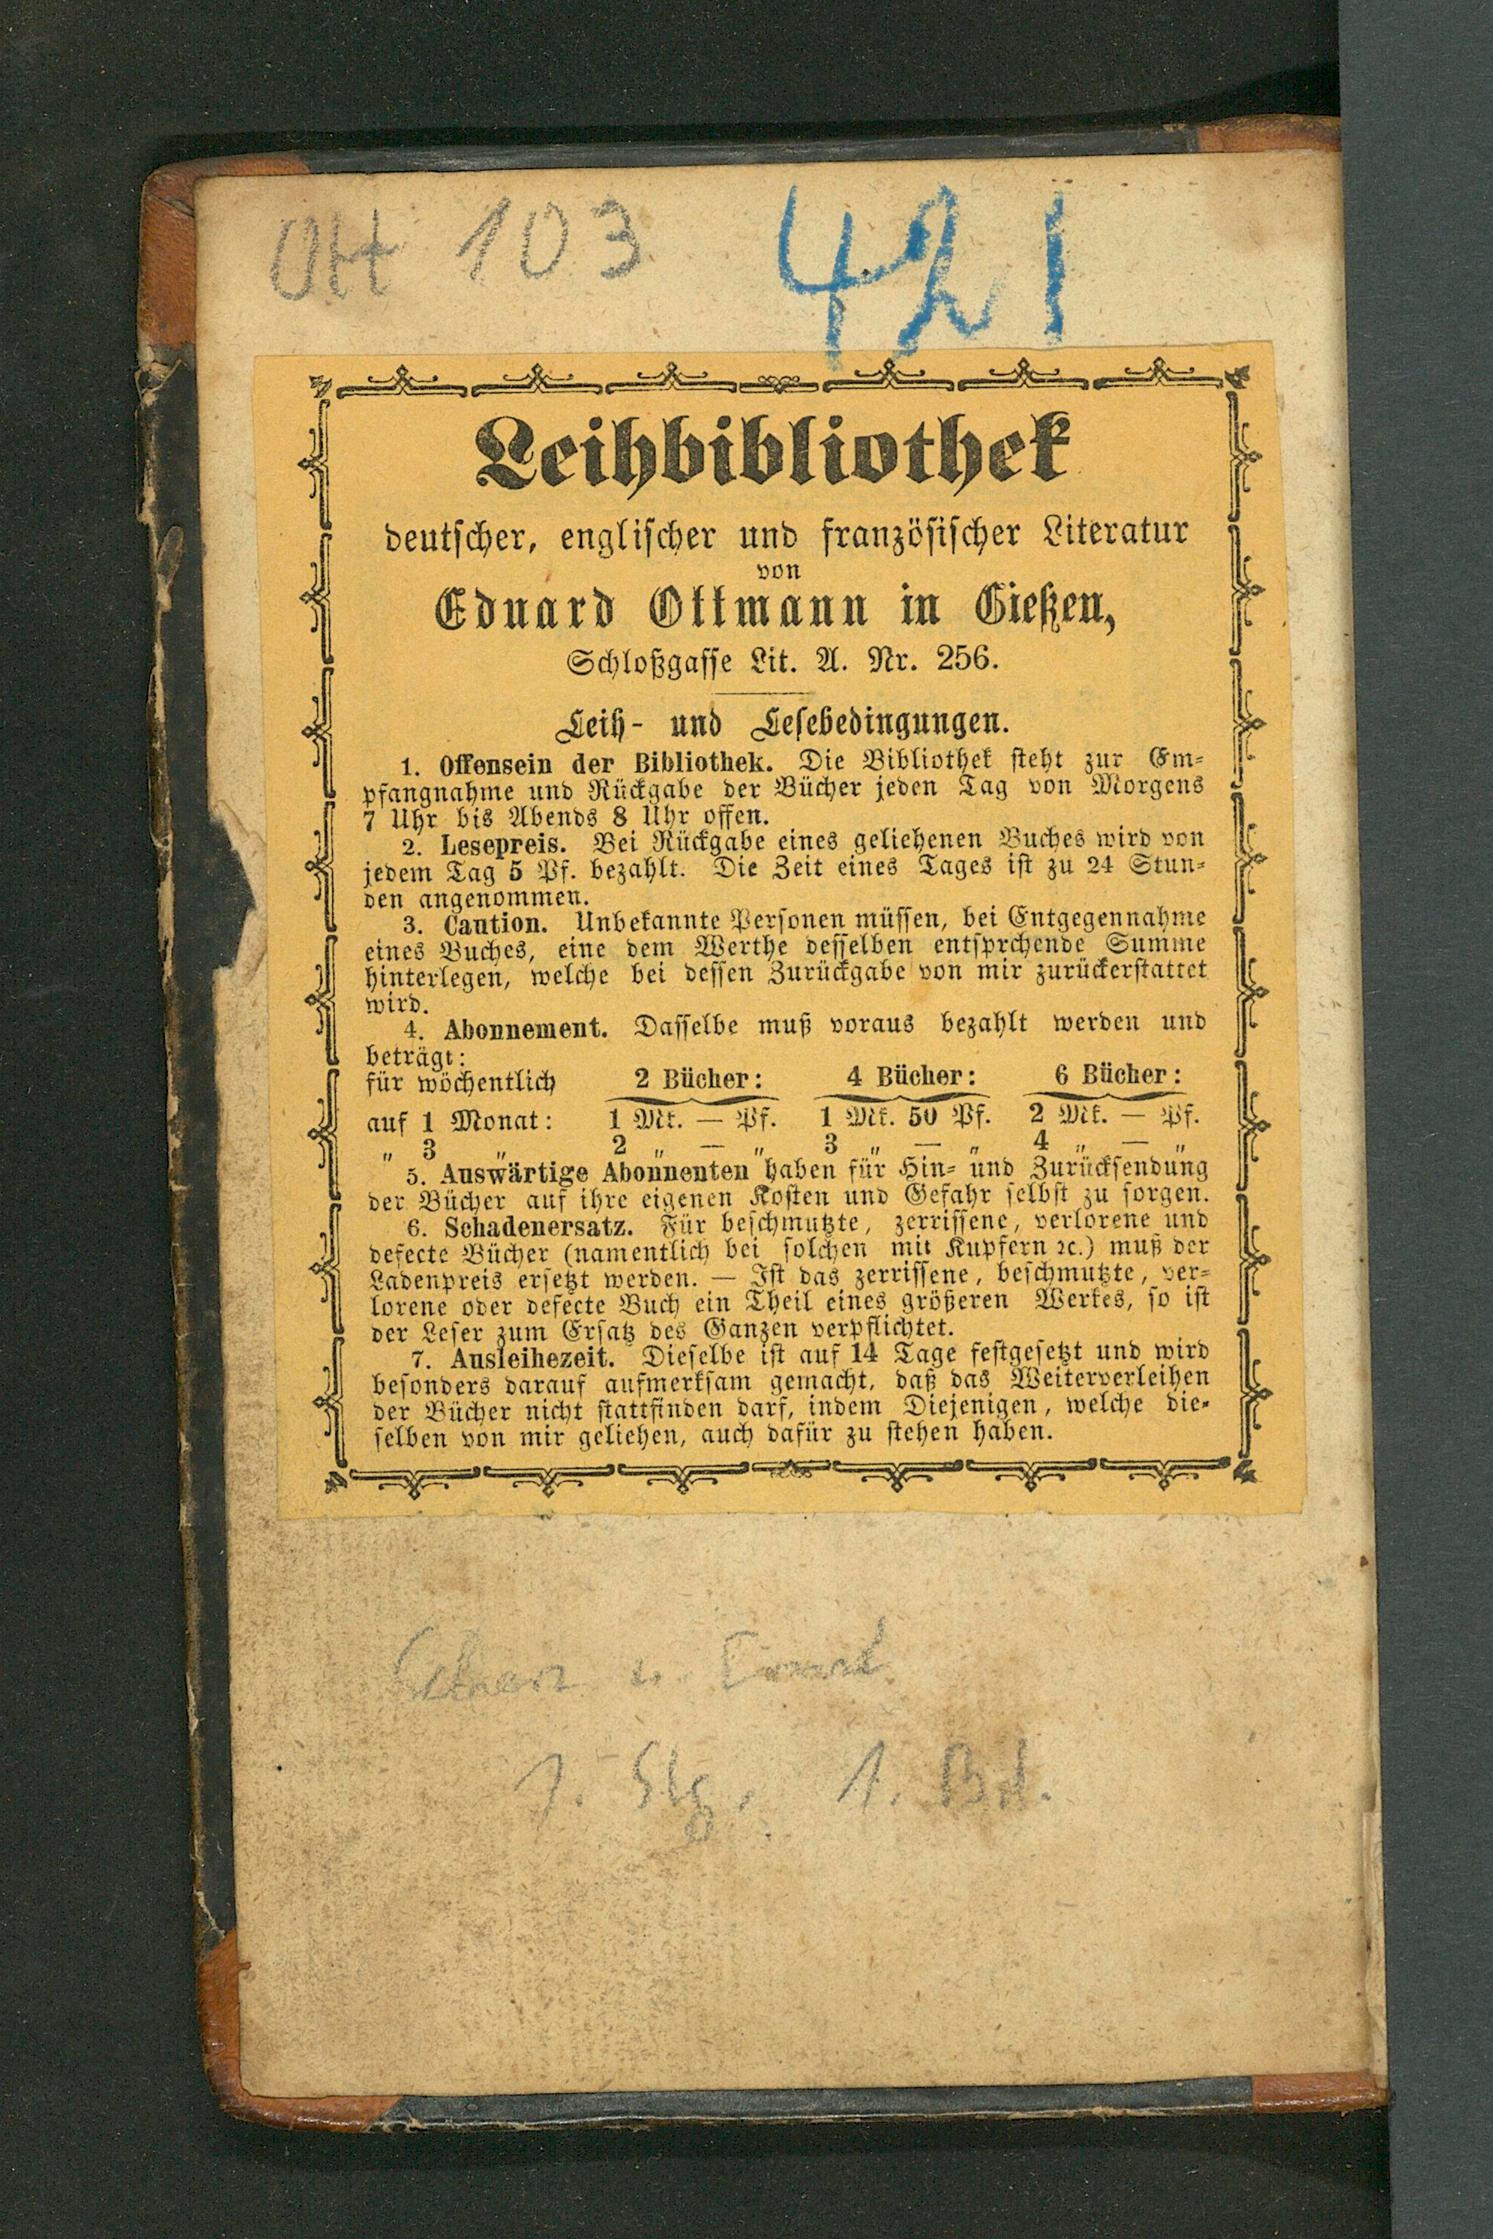 Ott 103 421
Leihbibliothek
deutscher, englischer und französischer Literatur
von
Eduard Ottmann in Gießen,
Schloßgasse Lit. A. Nr. 256.
Leih- und Lesebedingungen.
1. Offensein der Bibliothek. Die Bibliothek steht zur Em-
pfangnahme und Rückgabe der Bücher jeden Tag von Morgens
7 Uhr bis Abends 8 Uhr offen.
2. Lesepreis. Bei Rückgabe eines geliehenen Buches wird von
jedem Tag 5 Pf. bezahlt. Die Zeit eines Tages ist zu 24 Stun-
den angenommen.
3. Caution. Unbekannte Personen müssen, bei Entgegennahme
eines Buches, eine dem Werthe desselben entsprchende Summe
hinterlegen, welche bei dessen Zurückgabe von mir zurückerstattet
wird.
4. Abonnement. Dasselbe muß voraus bezahlt werden und
beträgt:
für wöchentlich 2 Bücher: 4 Bücher: 6 Bücher:
auf 1 Monat: 1 Mk. — Pf. 1 Mk. 50 Pf. 2 Mk. — Pf.
„ 3 „ 2 „ — „ 3 „ — „ 4 „ — „
5. Auswärtige Abonnenten haben für Hin- und Zurücksendung
der Bücher auf ihre eigenen Kosten und Gefahr selbst zu sorgen.
6. Schadenersatz. Für beschmutzte, zerrissene, verlorene und
defecte Bücher (namentlich bei solchen mit Kupfern ꝛc.) muß der
Ladenpreis ersetzt werden. — Ist das zerrissene, beschmutzte, ver-
lorene oder defecte Buch ein Theil eines größeren Werkes, so ist
der Leser zum Ersatz des Ganzen verpflichtet.
7. Ausleihezeit. Dieselbe ist auf 14 Tage festgesetzt und wird
besonders darauf aufmerksam gemacht, daß das Weiterverleihen
der Bücher nicht stattfinden darf, indem Diejenigen, welche die-
selben von mir geliehen, auch dafür zu stehen haben.
u.
1. Slg. 1. Bd.